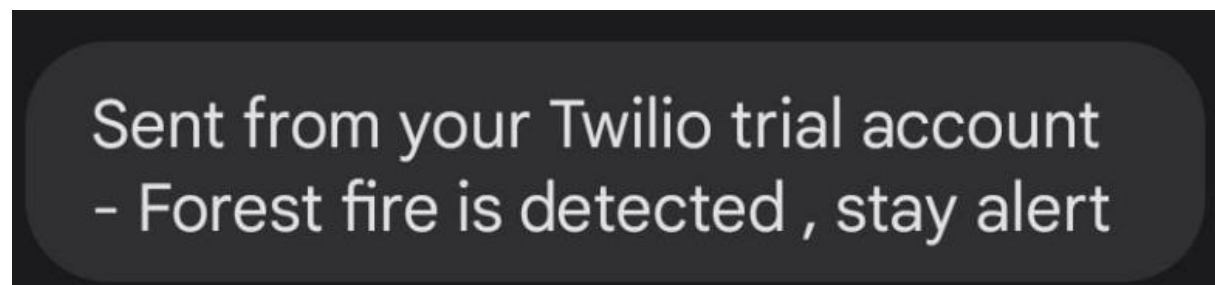 Sent from your Twilio trial account
- Forest fire is detected , stay alert